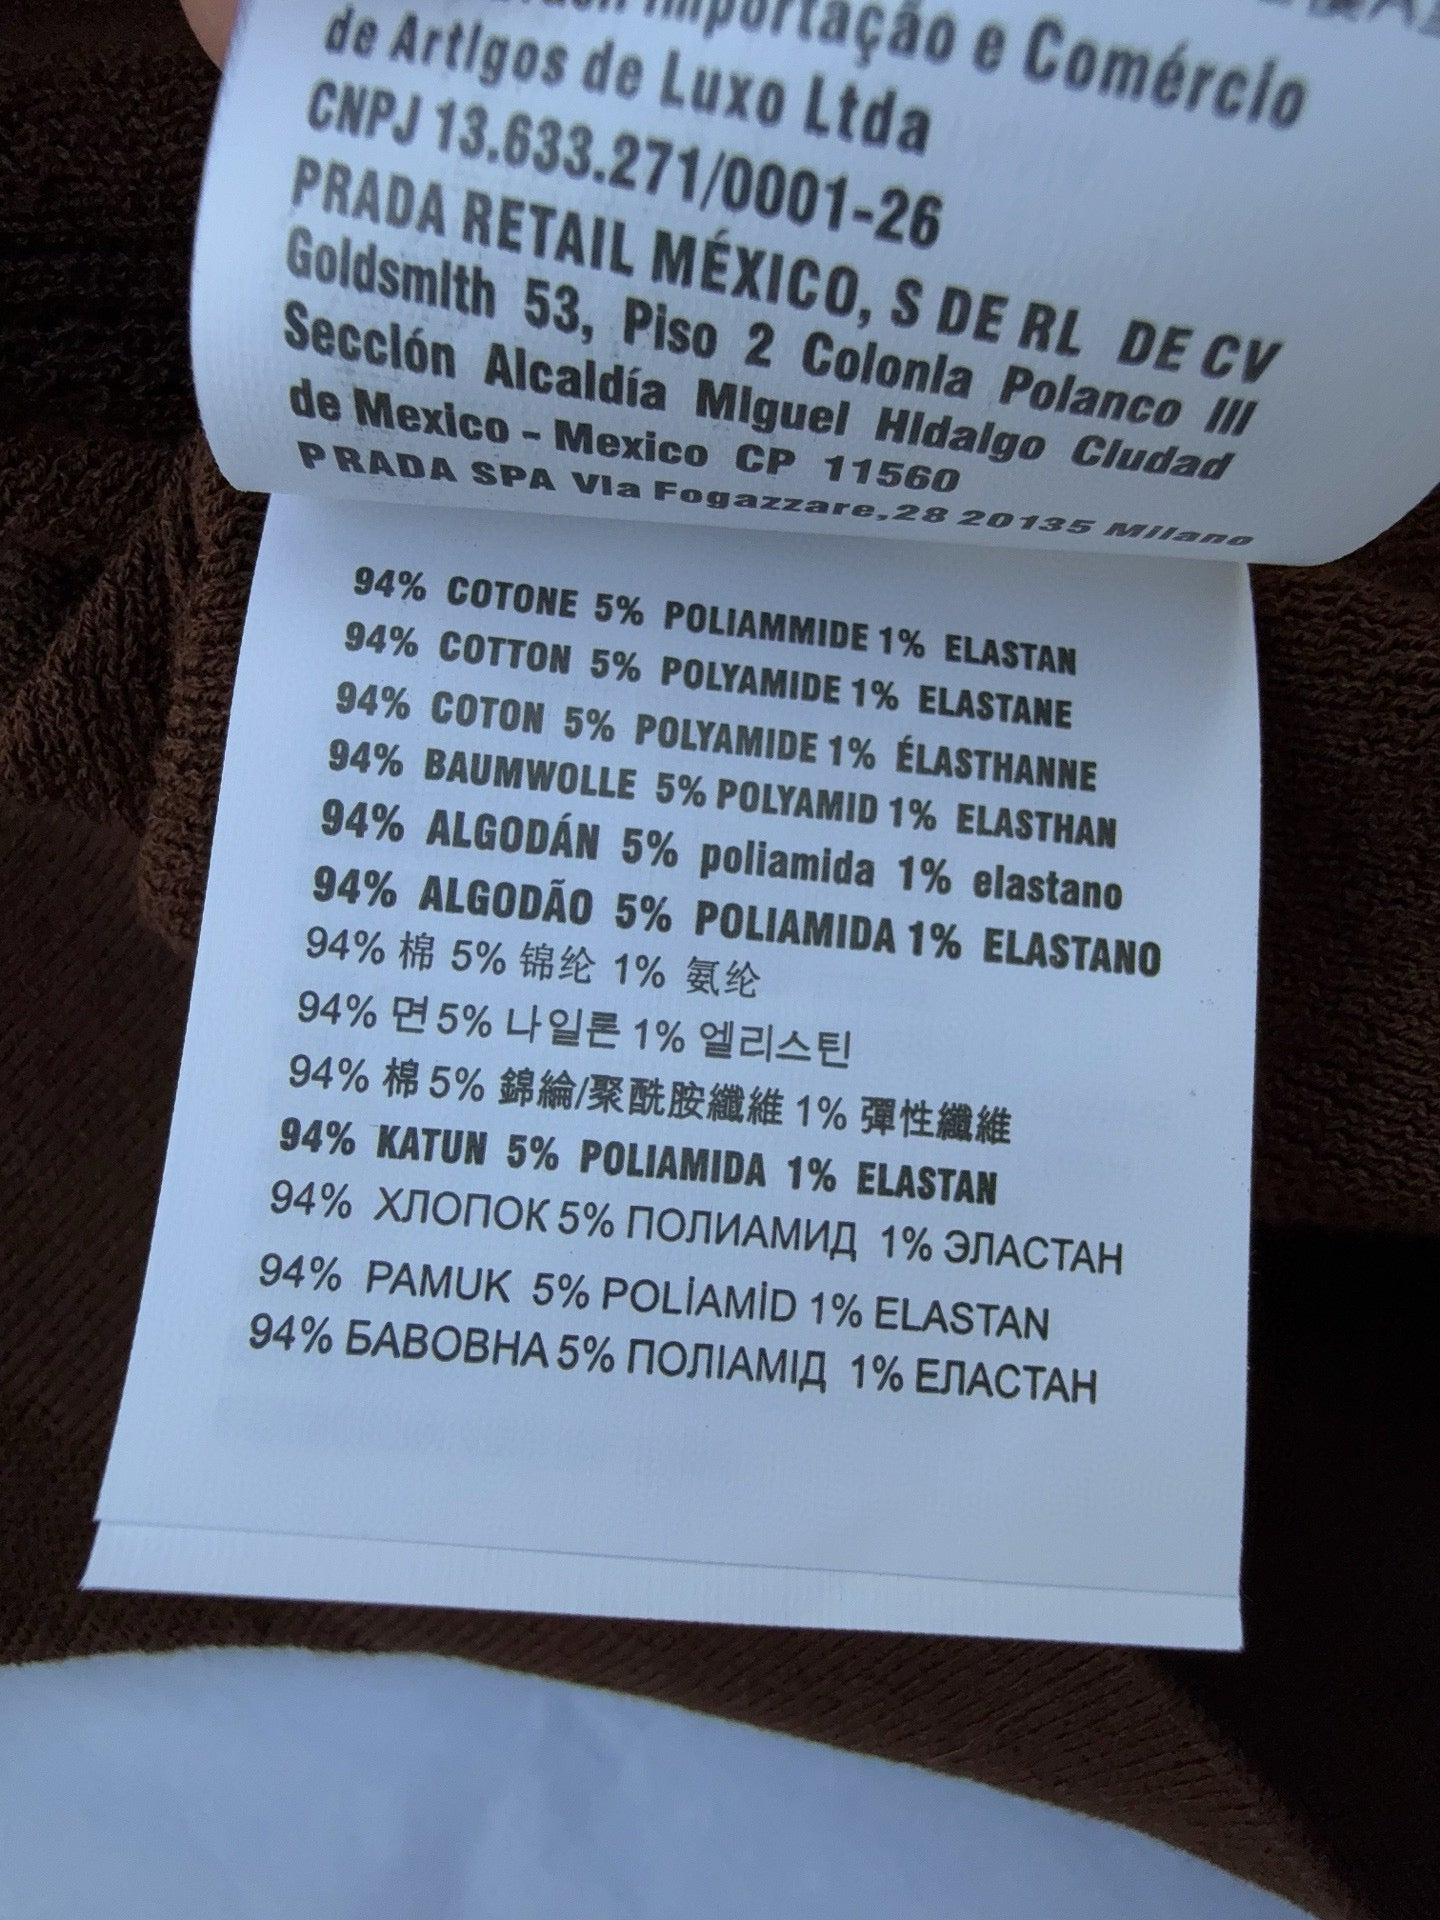 Importação e Comércio
de Artigos de Luxo Ltda
CNPJ 13.633.271/0001-26
PRADA RETAIL MÉXICO, S DE RL DE CV
Goldsmith 53, Piso 2 Colonia Polanco III
Sección Alcaldía Miguel Hidalgo Ciudad
de Mexico - Mexico CP 11560
PRADA SPA Via Fogazzare,28 20135 Milano
94% COTONE 5% POLIAMMIDE 1% ELASTAN
94% COTTON 5% POLYAMIDE 1% ELASTANE
94% COTON 5% POLYAMIDE 1% ÉLASTHANNE
94% BAUMWOLLE 5% POLYAMID 1% ELASTHAN
94% ALGODÁN 5% poliamida 1% elastano
94% ALGODÃO 5% POLIAMIDA 1% ELASTANO
94% 棉 5% 锦纶 1% 氨纶
94% 면 5% 나일론 1% 엘리스틴
94% 棉 5% 錦綸/聚酰胺纖維 1% 彈性纖維
94% KATUN 5% POLIAMIDA 1% ELASTAN
94% ХЛОПОК 5% ПОЛИАМИД 1% ЭЛАСТАН
94% PAMUK 5% POLİAMİD 1% ELASTAN
94% БАВОВНА 5% ПОЛІАМІД 1% ЕЛАСТАН